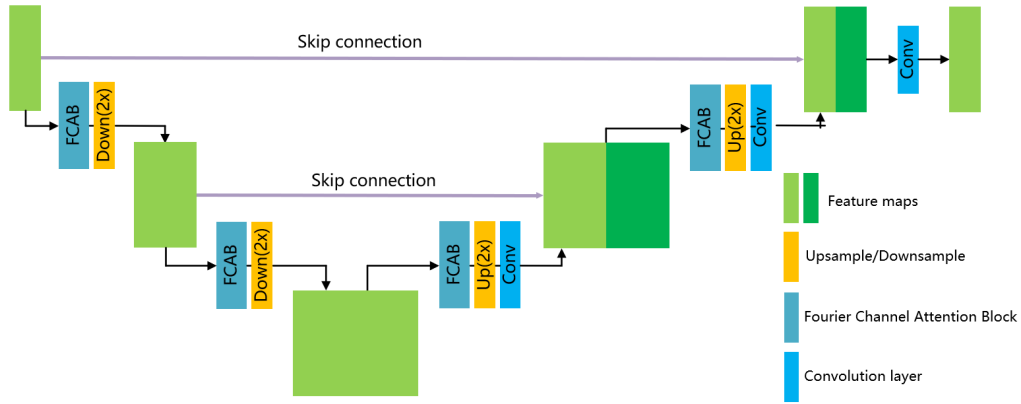 Skip connection
Conv
FCAB
Down(2x)
FCAB
Up(2x)
Conv
Skip connection
FCAB
Down(2x)
FCAB
Up(2x)
Conv
Feature maps
Upsample/Downsample
Fourier Channel Attention Block
Convolution layer